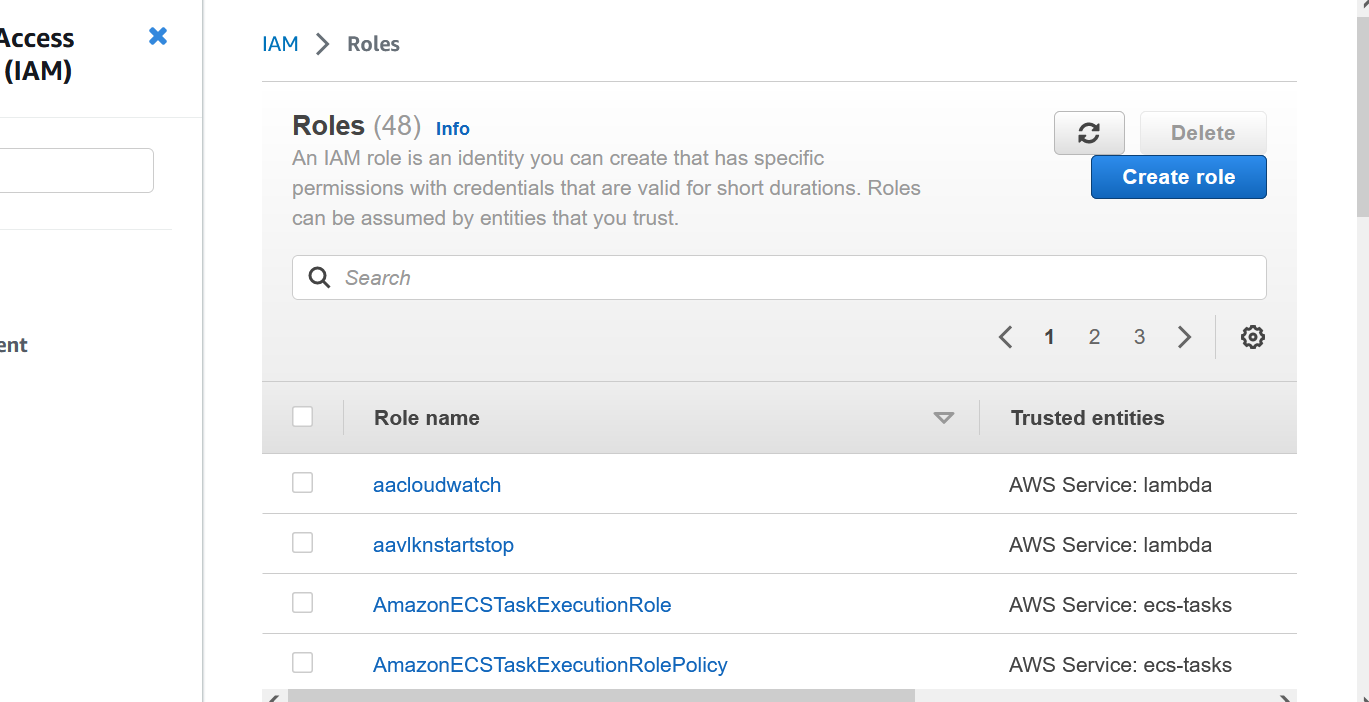 Access
(IAM)
ent
IAM > Roles
Roles (48) Info
An IAM role is an identity you can create that has specific
permissions with credentials that are valid for short durations. Roles
can be assumed by entities that you trust.
Delete
Create role
Search
1 2 3
Role name Trusted entities
aacloudwatch AWS Service: lambda
aavlknstartstop AWS Service: lambda
AmazonECSTaskExecutionRole AWS Service: ecs-tasks
AmazonECSTaskExecutionRolePolicy AWS Service: ecs-tasks